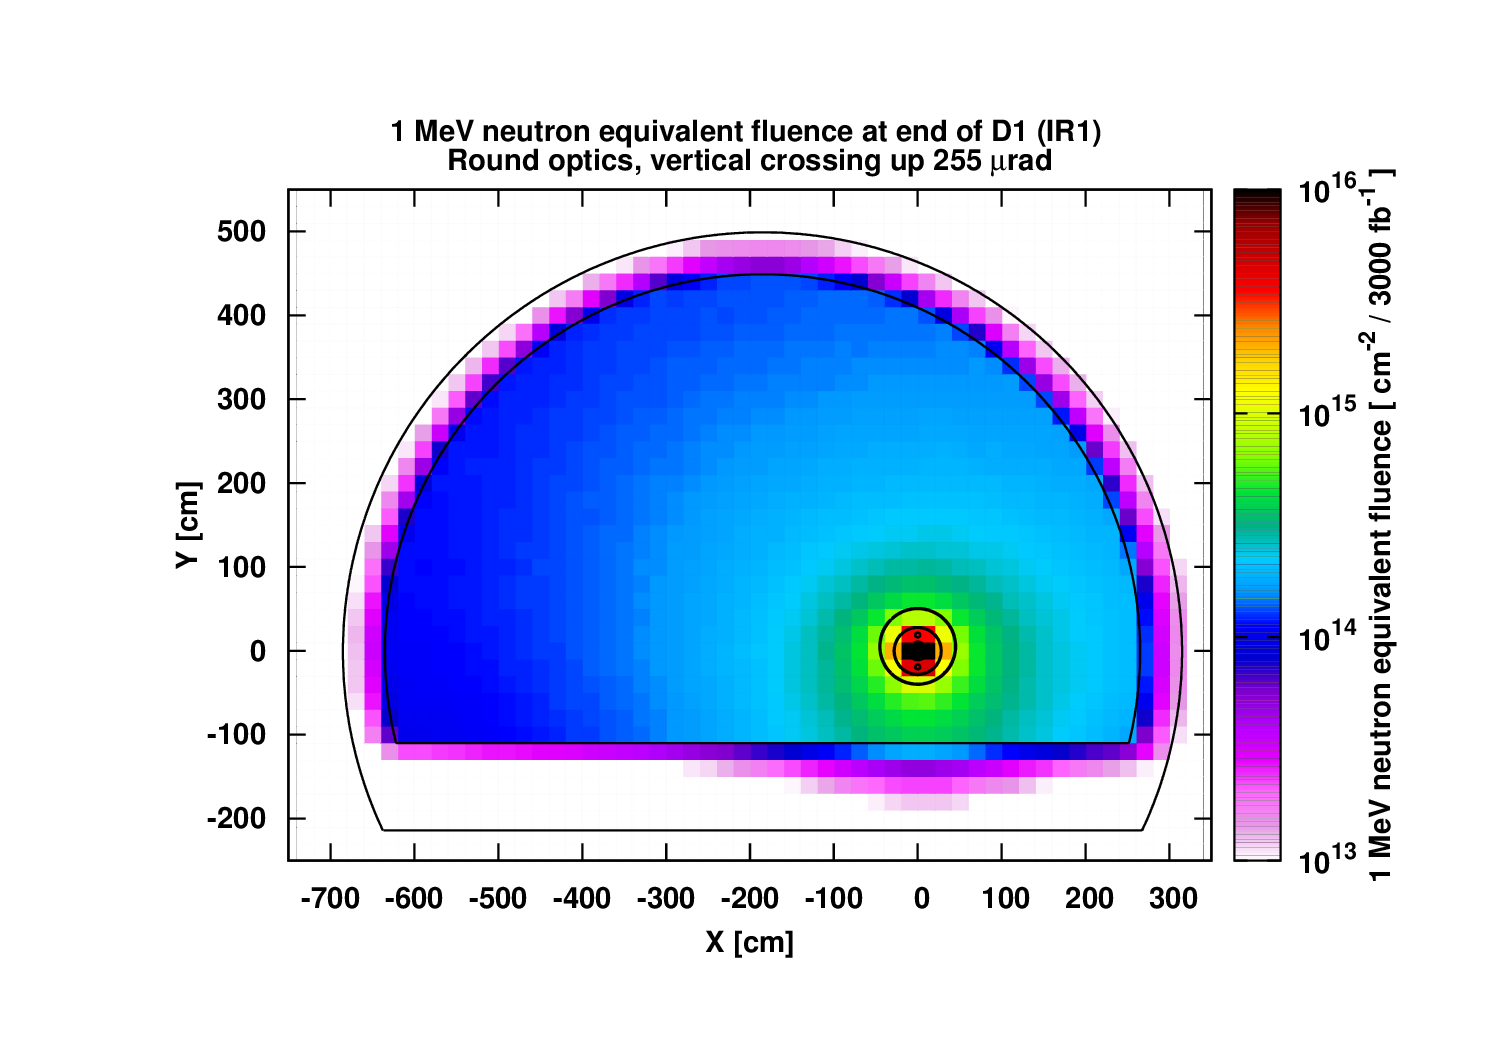 1 MeV neutron equivalent fluence at end of D1 (IR1)
Round optics, vertical crossing up 255 µrad
500
400
300
200
100
0
-100
-200
Y [cm]
-700 -600 -500 -400 -300 -200 -100 0 100 200 300
X [cm]
10^16
10^15
10^14
10^13
1 MeV neutron equivalent fluence [ cm^-2 / 3000 fb^-1 ]